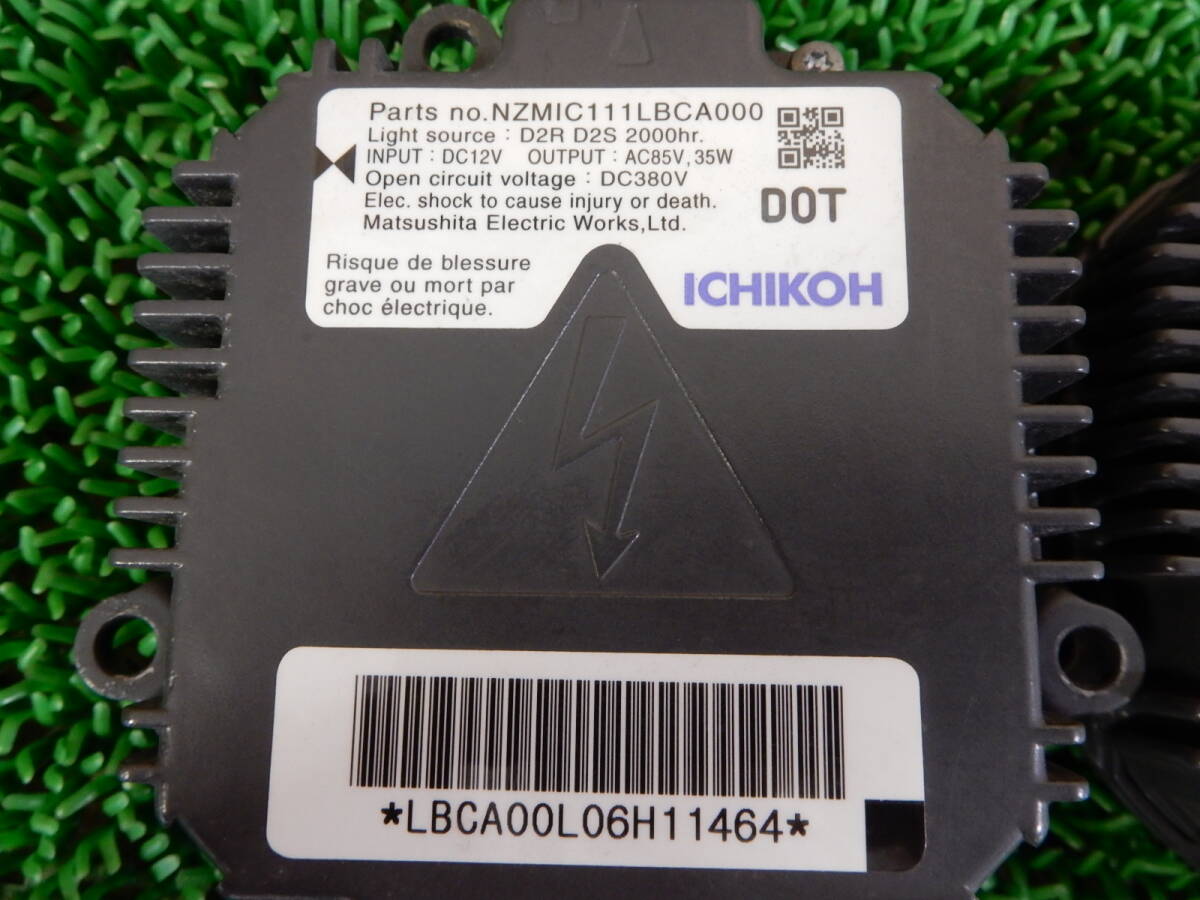 Parts no.NZMIC111LBCA000
Light source : D2R D2S 2000hr.
INPUT : DC12V OUTPUT : AC85V, 35W
Open circuit voltage : DC380V
Elec. shock to cause injury or death.
Matsushita Electric Works,Ltd.
DOT
Risque de blessure
grave ou mort par
choc électrique.
ICHIKOH
*LBCA00L06H11464*